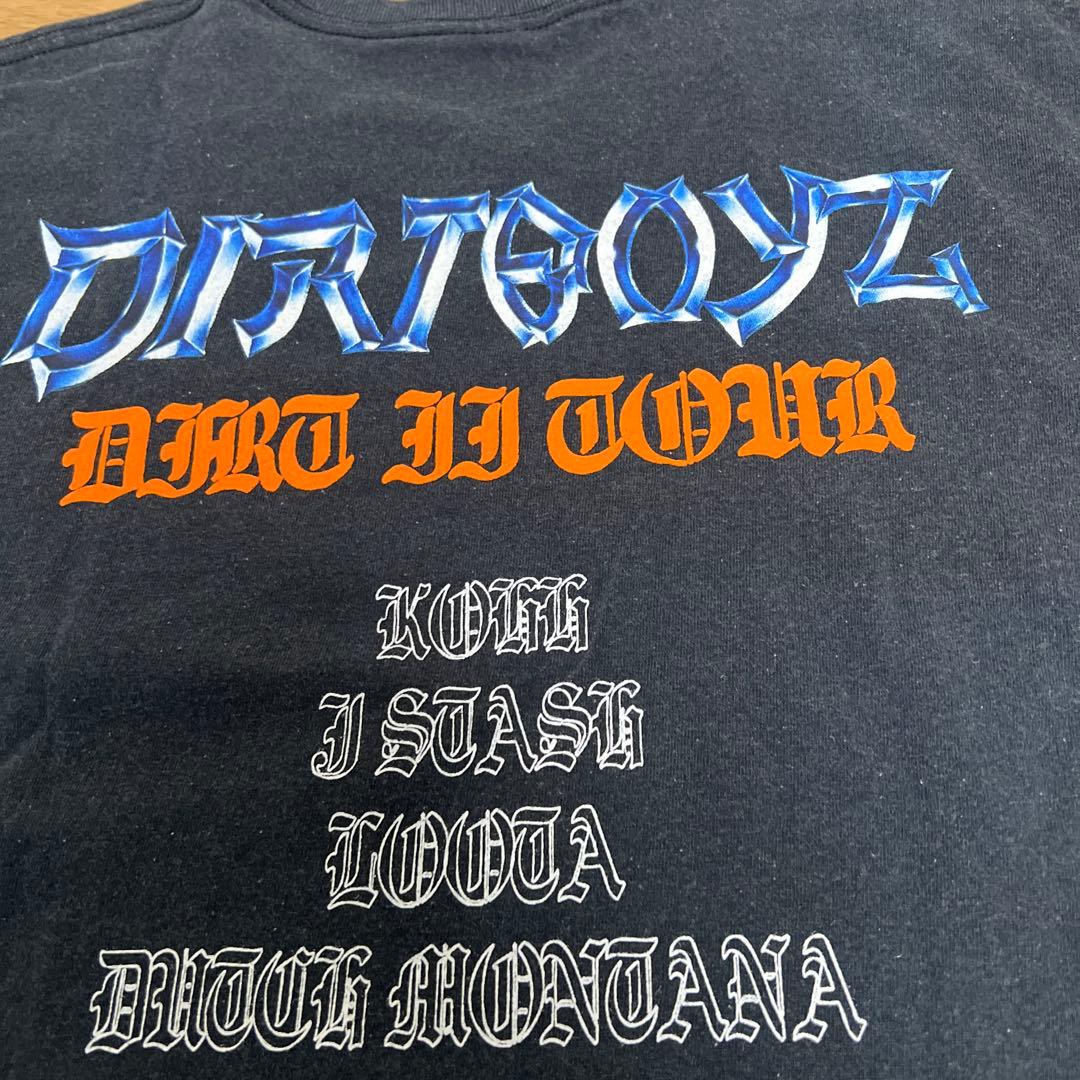 DIRTBOYZ
DIRT II TOUR
KOHH
J STASH
LOOTA
DUTCH MONTANA